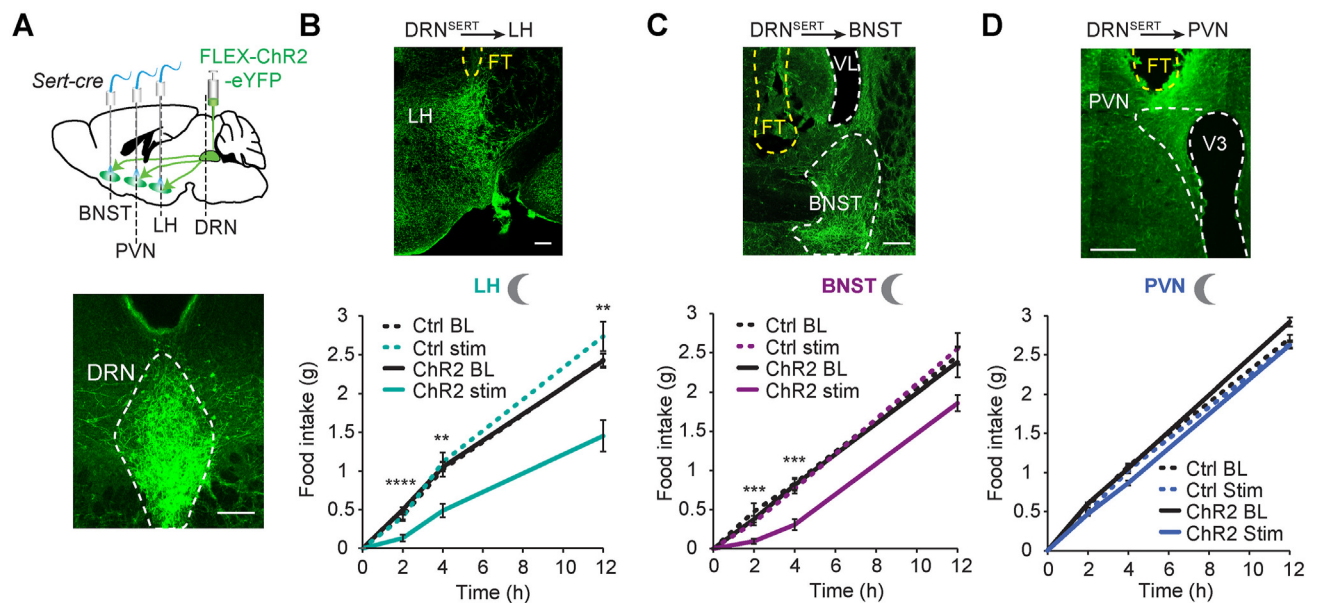 A
Sert-cre
FLEX-ChR2
-eYFP
BNST
PVN
LH
DRN
DRN
B
DRN^SERT → LH
FT
LH
LH
Ctrl BL
Ctrl stim
ChR2 BL
ChR2 stim
****
**
**
Food intake (g)
3
2.5
2
1.5
1
0.5
0
0 2 4 6 8 10 12
Time (h)
C
DRN^SERT → BNST
VL
FT
BNST
BNST
Ctrl BL
Ctrl stim
ChR2 BL
ChR2 stim
***
***
Food intake (g)
3
2.5
2
1.5
1
0.5
0
0 2 4 6 8 10 12
Time (h)
D
DRN^SERT → PVN
FT
PVN
V3
PVN
Ctrl BL
Ctrl Stim
ChR2 BL
ChR2 Stim
Food intake (g)
3
2.5
2
1.5
1
0.5
0
0 2 4 6 8 10 12
Time (h)